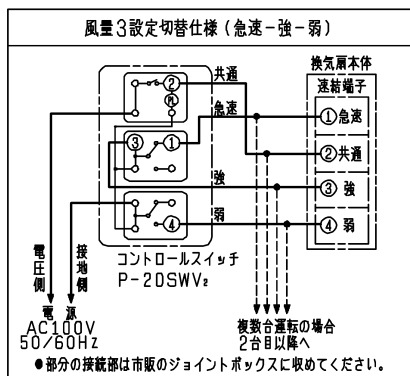 風量3設定切替仕様(急速-強-弱)
換気扇本体
速結端子
共通
②
PL
急速
①急速
③
①
②共通
強
③強
弱
④
④弱
コントロールスイッチ
P-20SWV2
電圧側
接地側
電源
AC100V
50/60Hz
複数台運転の場合
2台目以降へ
●部分の接続部は市販のジョイントボックスに収めてください。